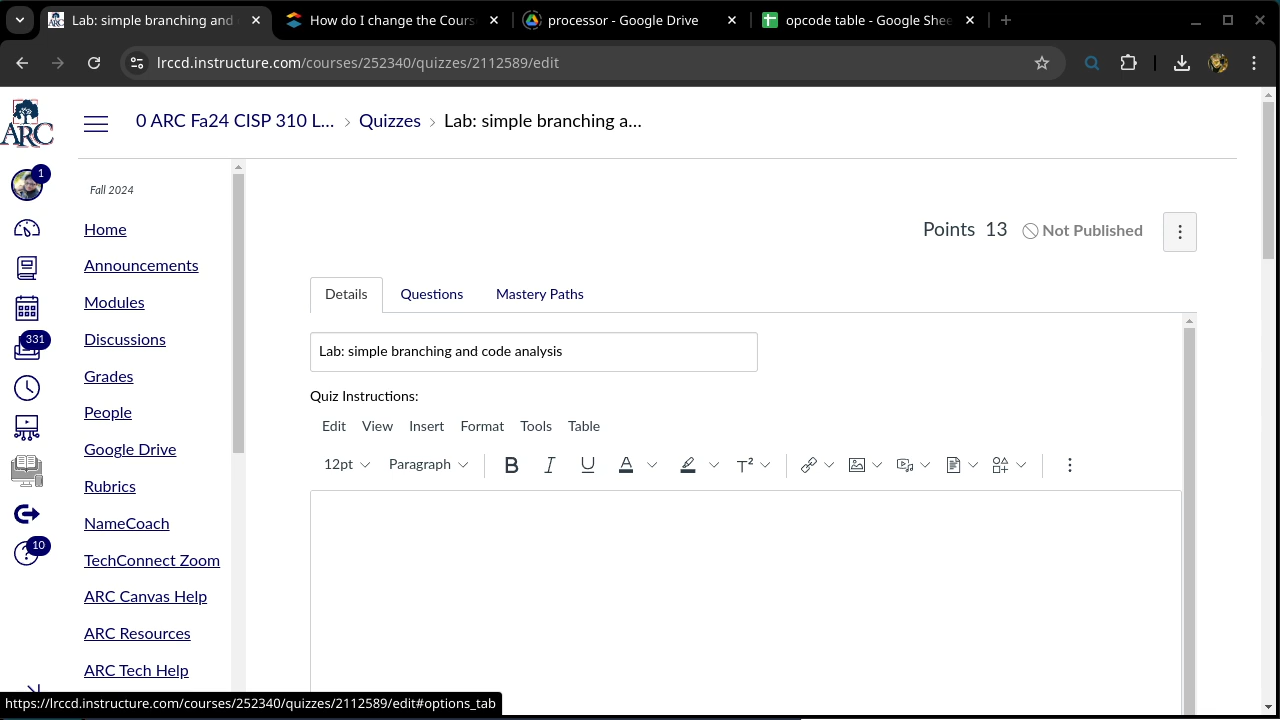 Lab: simple branching and
How do I change the Cours
processor - Google Drive
opcode table - Google Shee
lrccd.instructure.com/courses/252340/quizzes/2112589/edit
ARC
0 ARC Fa24 CISP 310 L...
Quizzes
Lab: simple branching a...
1
331
10
Fall 2024
Home
Announcements
Modules
Discussions
Grades
People
Google Drive
Rubrics
NameCoach
TechConnect Zoom
ARC Canvas Help
ARC Resources
ARC Tech Help
Points 13 Not Published
Details Questions Mastery Paths
Lab: simple branching and code analysis
Quiz Instructions:
Edit View Insert Format Tools Table
12pt Paragraph B I U A T²
https://lrccd.instructure.com/courses/252340/quizzes/2112589/edit#options_tab